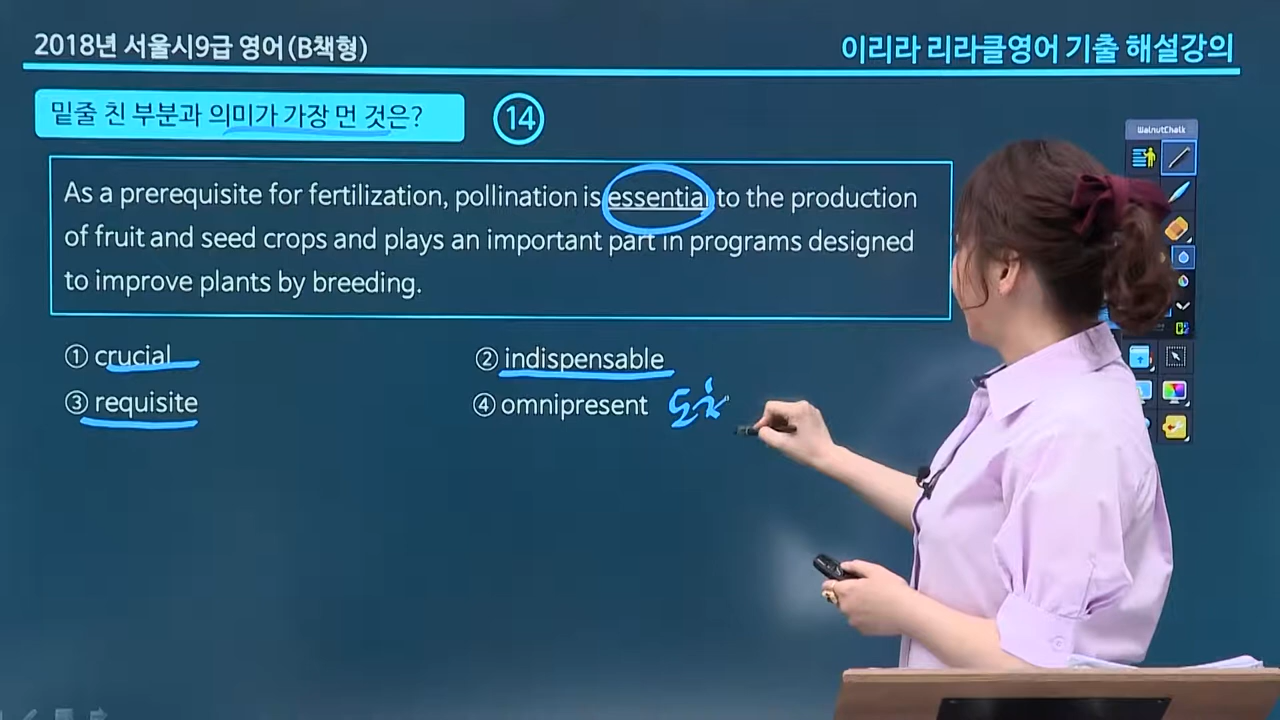 2018년 서울시9급 영어(B책형)
이리라 리라클영어 기출 해설강의
밑줄 친 부분과 의미가 가장 먼 것은?
14
WalnutChalk
As a prerequisite for fertilization, pollination is essential to the production
of fruit and seed crops and plays an important part in programs designed
to improve plants by breeding.
① crucial
② indispensable
③ requisite
④ omnipresent